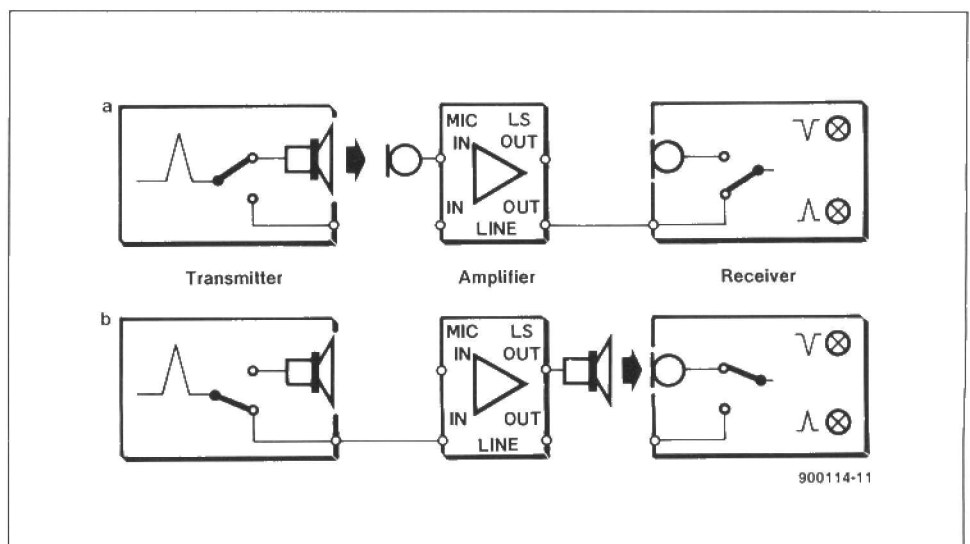 a
MIC LS
IN OUT
IN OUT
LINE
Transmitter Amplifier Receiver
b
MIC LS
IN OUT
IN OUT
LINE
900114-11